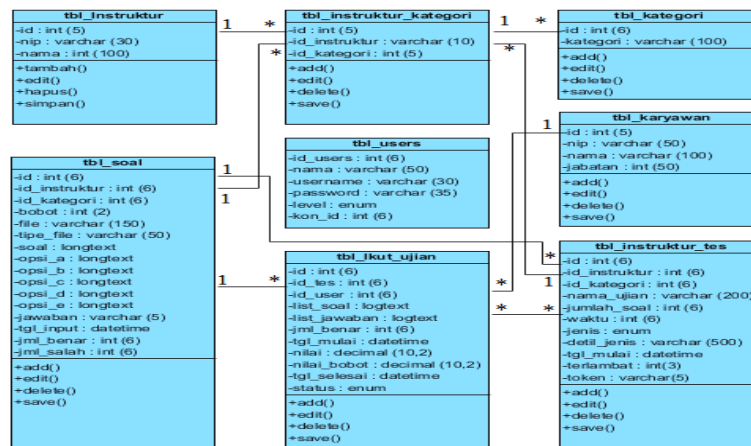 tbl_Instruktur
-id : int (5)
-nip : varchar (30)
-nama : int (100)
+tambah()
+edit()
+hapus()
+simpan()
1
*
tbl_instruktur_kategori
-id : int (5)
-id_instruktur : varchar (10)
-id_kategori : int (5)
+add()
+edit()
+delete()
+save()
1
*
*
*
tbl_kategori
-id : int (6)
-kategori : varchar (100)
+add()
+edit()
+delete()
+save()
tbl_karyawan
-id : int (5)
-nip : varchar (50)
-nama : varchar (100)
-jabatan : int (50)
+add()
+edit()
+delete()
+save()
1
tbl_users
-id_users : int (6)
-nama : varchar (50)
-username : varchar (30)
-password : varchar (35)
-level : enum
-kon_id : int (6)
tbl_soal
-id : int (6)
-id_instruktur : int (6)
-id_kategori : int (6)
-bobot : int (2)
-file : varchar (150)
-tipe_file : varchar (50)
-soal : longtext
-opsi_a : longtext
-opsi_b : longtext
-opsi_c : longtext
-opsi_d : longtext
-opsi_e : longtext
-jawaban : varchar (5)
-tgl_input : datetime
-jml_benar : int (6)
-jml_salah : int (6)
+add()
+edit()
+delete()
+save()
1
1
1
*
tbl_Ikut_ujian
-id : int (6)
-id_tes : int (6)
-id_user : int (6)
-list_soal : logtext
-list_jawaban : logtext
-jml_benar : int (6)
-tgl_mulai : datetime
-nilai : decimal (10,2)
-nilai_bobot : decimal (10,2)
-tgl_selesai : datetime
-status : enum
+add()
+edit()
+delete()
+save()
*
*
*
*
1
tbl_instruktur_tes
-id : int (6)
-id_instruktur : int (6)
-id_kategori : int (6)
-nama_ujian : varchar (200)
-jumlah_soal : int (6)
-waktu : int (6)
-jenis : enum
-detil_jenis : varchar (500)
-tgl_mulai : datetime
-terlambat : int(3)
-token : varchar(5)
+add()
+edit()
+delete()
+save()